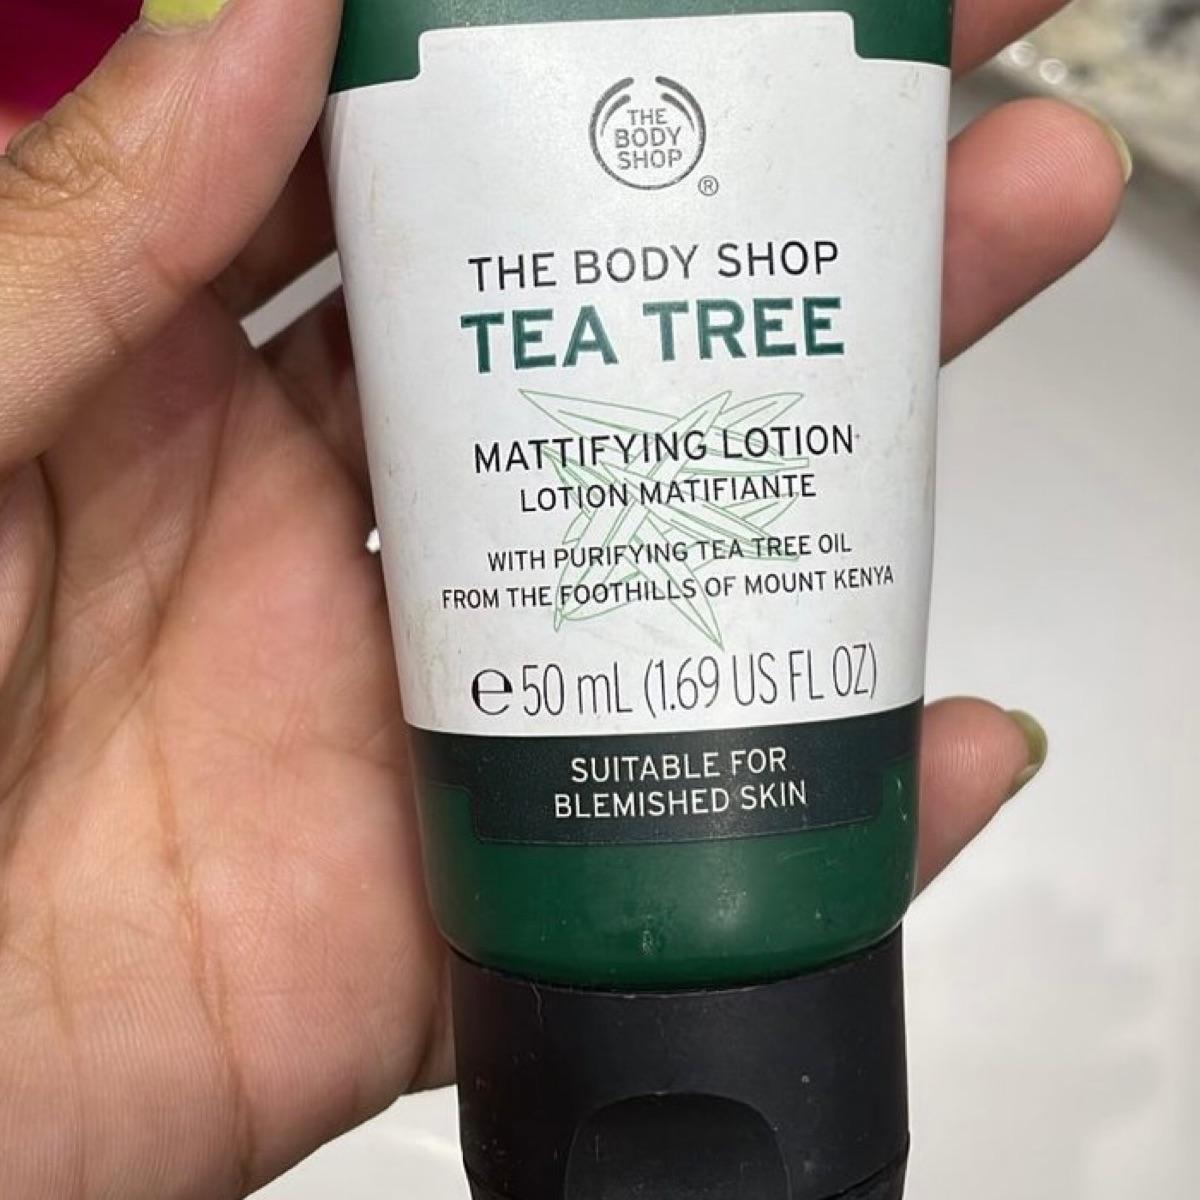 THE
BODY
SHOP
®
THE BODY SHOP
TEA TREE
MATTIFYING LOTION
LOTION MATIFIANTE
WITH PURIFYING TEA TREE OIL
FROM THE FOOTHILLS OF MOUNT KENYA
℮ 50 mL (1.69 US FL OZ)
SUITABLE FOR
BLEMISHED SKIN